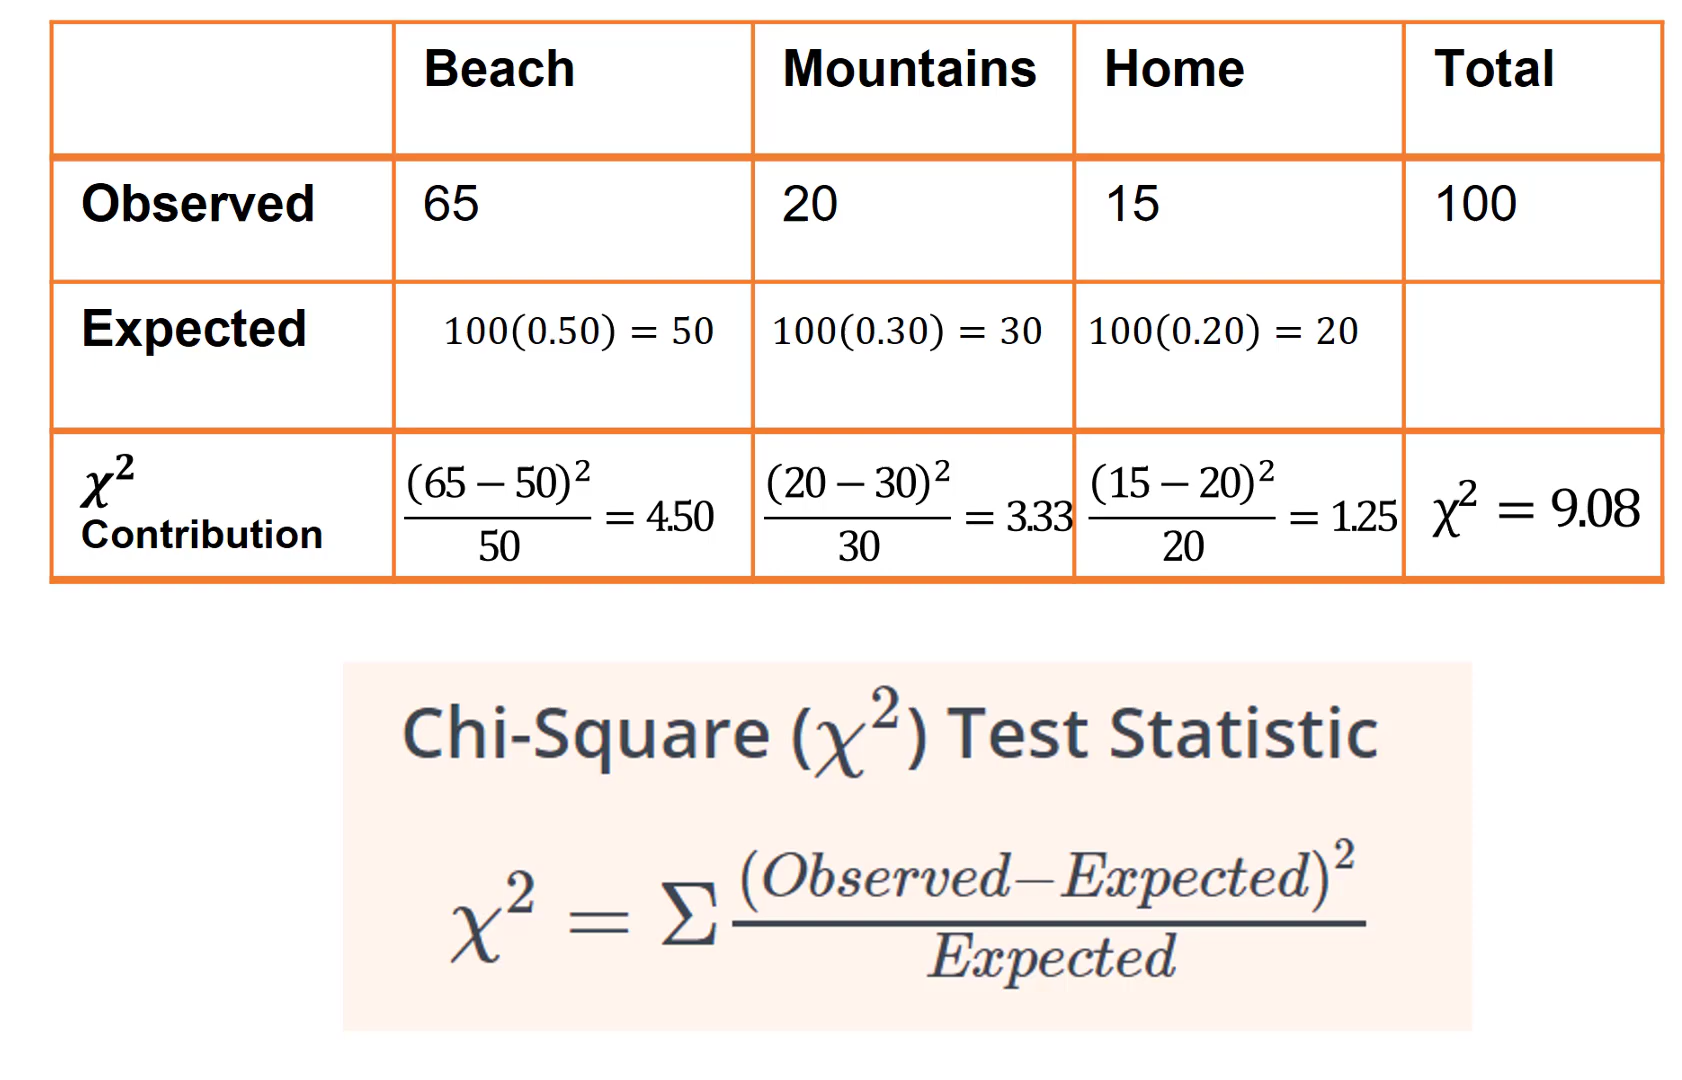 Beach Mountains Home Total
Observed 65 20 15 100
Expected 100(0.50) = 50 100(0.30) = 30 100(0.20) = 20
χ² Contribution (65 − 50)²/50 = 4.50 (20 − 30)²/30 = 3.33 (15 − 20)²/20 = 1.25 χ² = 9.08
Chi-Square (χ²) Test Statistic
χ² = Σ (Observed−Expected)²/Expected